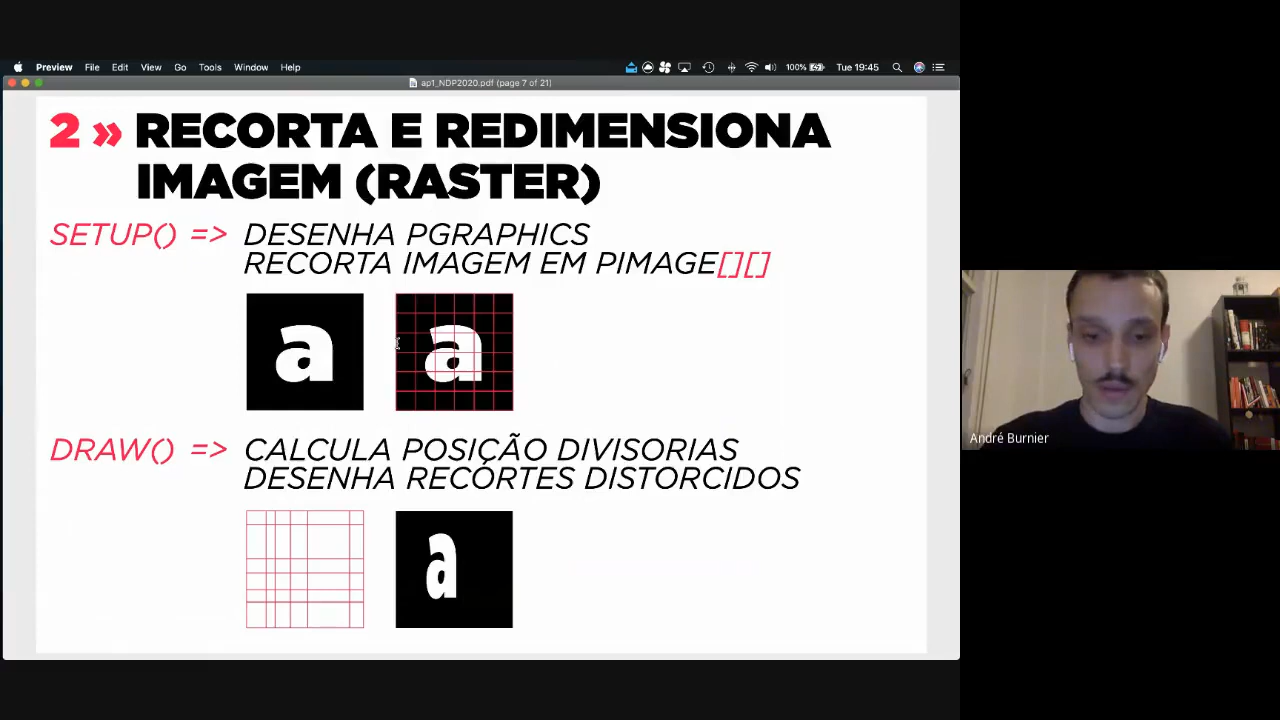 Preview File Edit View Go Tools Window Help 100% Tue 19:45
ap1_NDP2020.pdf (page 7 of 21)
2 » RECORTA E REDIMENSIONA
IMAGEM (RASTER)
SETUP() => DESENHA PGRAPHICS
RECORTA IMAGEM EM PIMAGE[][]
a a
DRAW() => CALCULA POSIÇÃO DIVISORIAS
DESENHA RECORTES DISTORCIDOS
a
André Burnier